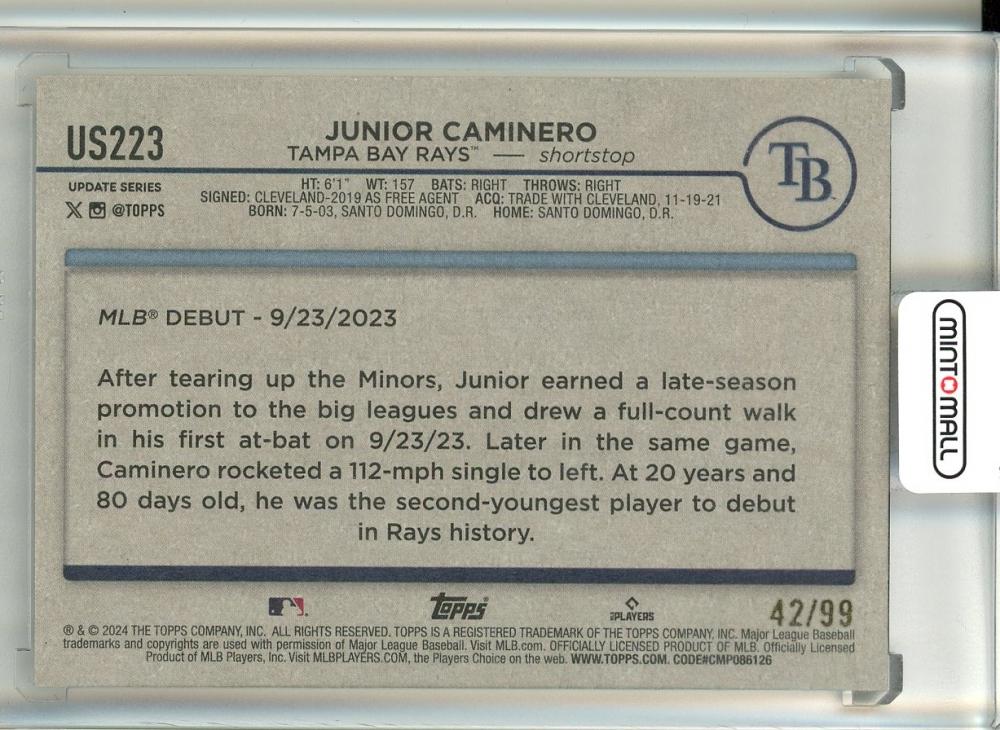 US223
JUNIOR CAMINERO
TAMPA BAY RAYS™ — shortstop
TB
UPDATE SERIES
@TOPPS
HT: 6'1" WT: 157 BATS: RIGHT THROWS: RIGHT
SIGNED: CLEVELAND-2019 AS FREE AGENT ACQ: TRADE WITH CLEVELAND, 11-19-21
BORN: 7-5-03, SANTO DOMINGO, D.R. HOME: SANTO DOMINGO, D.R.
MLB® DEBUT - 9/23/2023
After tearing up the Minors, Junior earned a late-season
promotion to the big leagues and drew a full-count walk
in his first at-bat on 9/23/23. Later in the same game,
Caminero rocketed a 112-mph single to left. At 20 years and
80 days old, he was the second-youngest player to debut
in Rays history.
Topps
PLAYERS
42/99
® & © 2024 THE TOPPS COMPANY, INC. ALL RIGHTS RESERVED. TOPPS IS A REGISTERED TRADEMARK OF THE TOPPS COMPANY, INC. Major League Baseball
trademarks and copyrights are used with permission of Major League Baseball. Visit MLB.com. OFFICIALLY LICENSED PRODUCT OF MLB. Officially Licensed
Product of MLB Players, Inc. Visit MLBPLAYERS.COM, the Players Choice on the web. WWW.TOPPS.COM. CODE#CMP086126
MINTOMALL